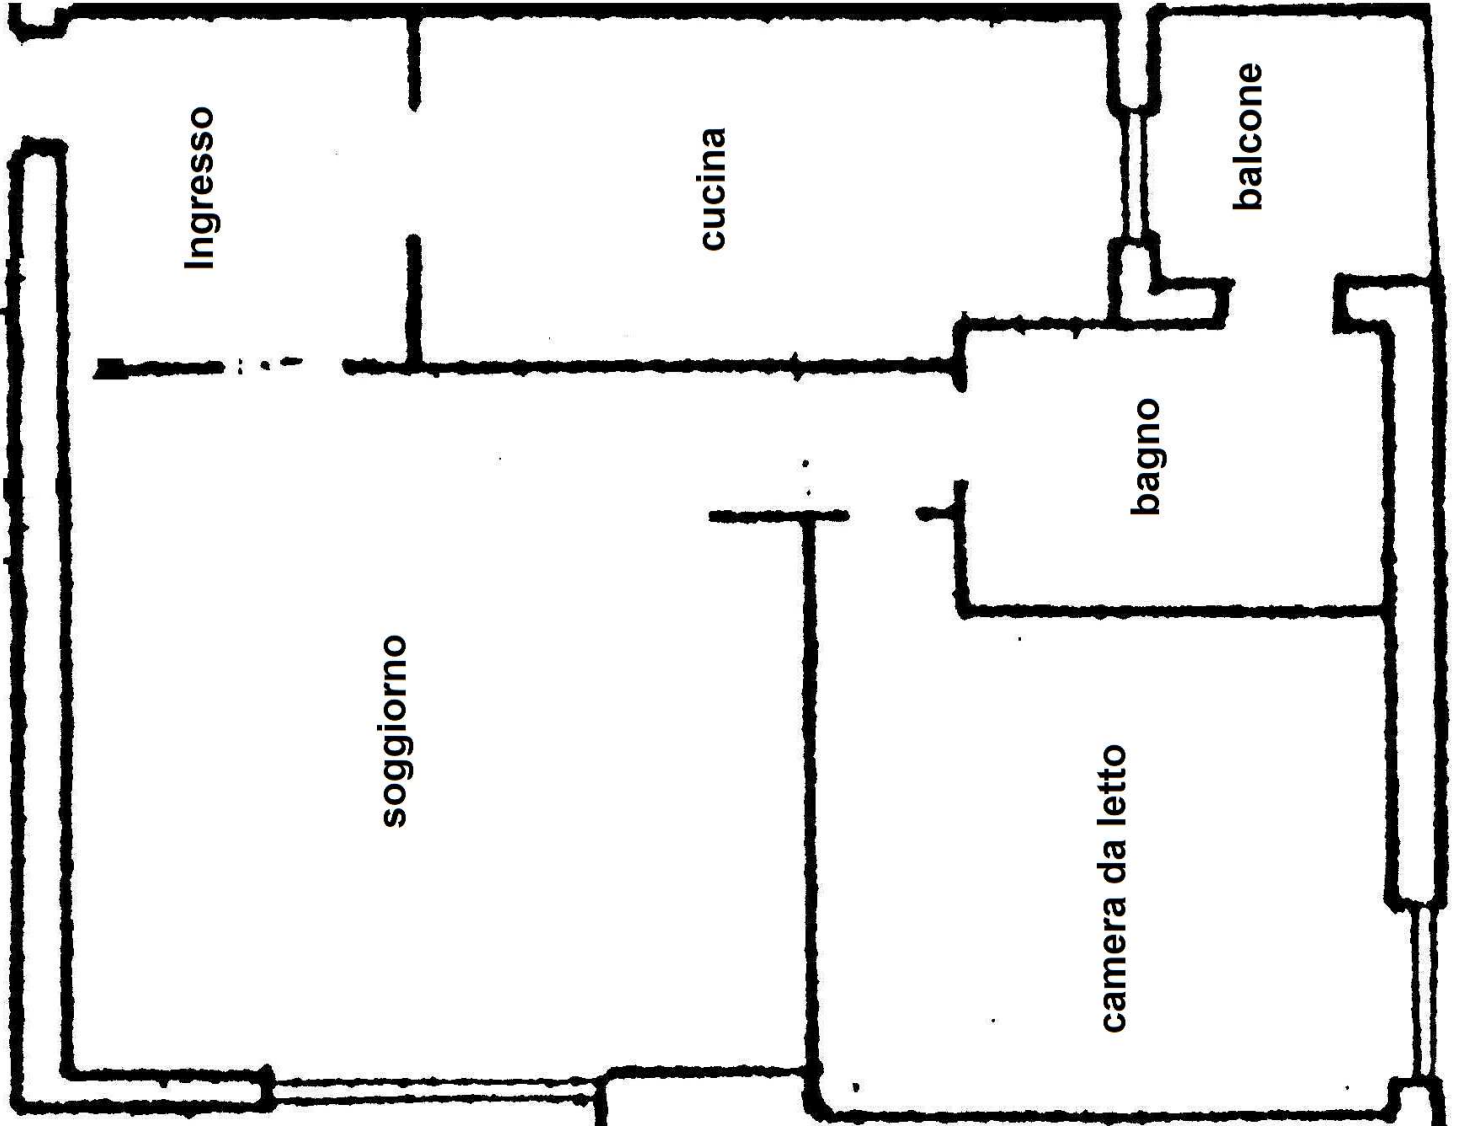 Ingresso
cucina
balcone
bagno
soggiorno
camera da letto